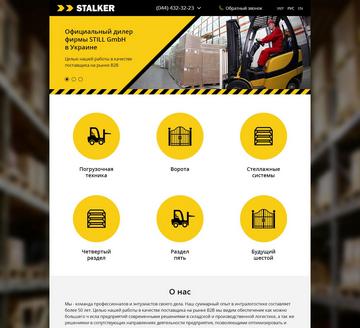 STALKER
(044) 432-32-23
Обратный звонок
УКР РУС EN
Официальный дилер
фирмы STILL GmbH
в Украине
Целью нашей работы в качестве
поставщика на рынке B2B
Погрузочная
техника
Ворота
Стеллажные
системы
Четвертый
раздел
Раздел
пять
Будущий
шестой
О нас
Мы - команда профессионалов и энтузиастов своего дела. Наш суммарный опыт в интралогистике составляет
более 50 лет. Целью нашей работы в качестве поставщика на рынке B2B мы видим обеспечение как можно
большего числа предприятий современными решениями в складской и производственной логистике, а так же
решениями в сопутствующих направлениях деятельности предприятия, позволяющими оптимизировать и